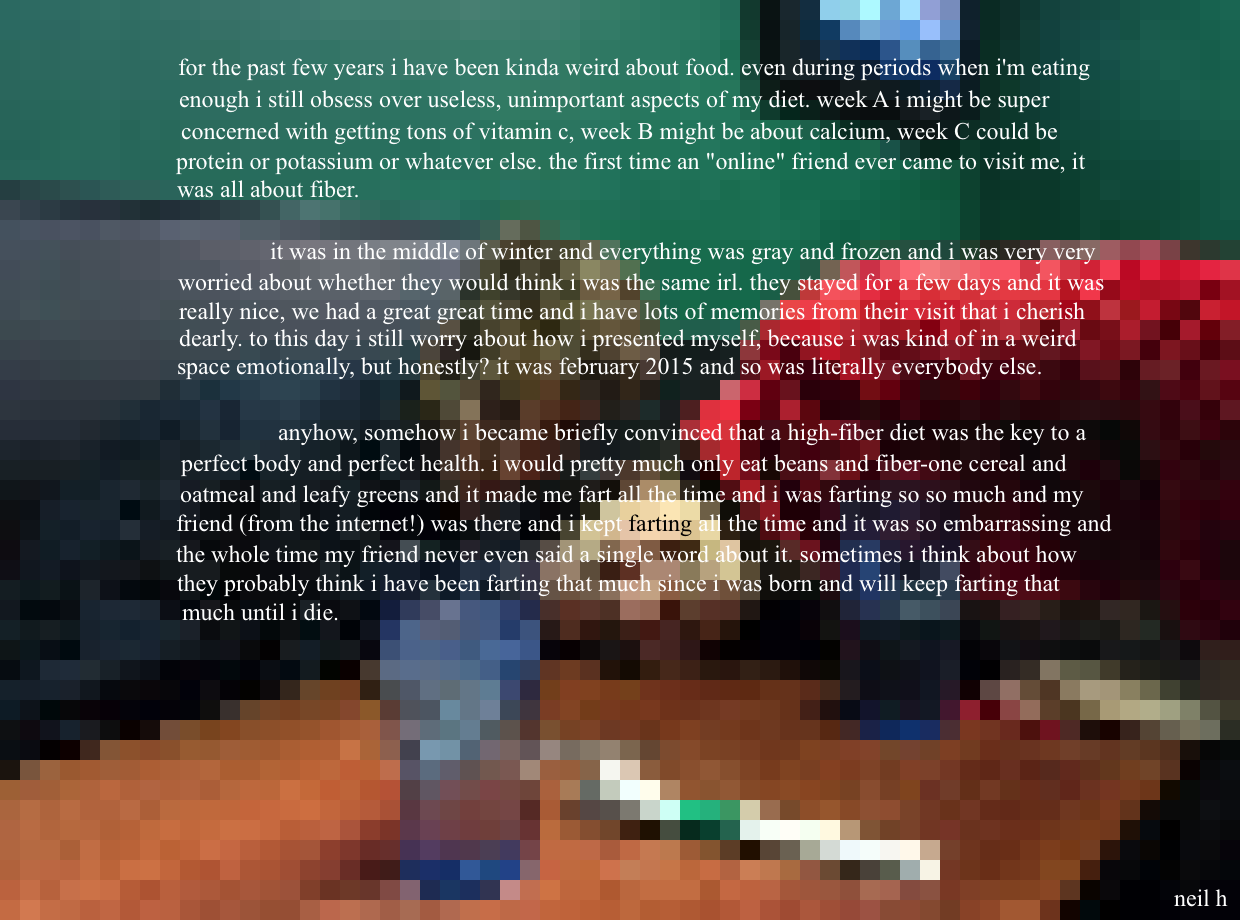 for the past few years i have been kinda weird about food. even during periods when i'm eating
enough i still obsess over useless, unimportant aspects of my diet. week A i might be super
concerned with getting tons of vitamin c, week B might be about calcium, week C could be
protein or potassium or whatever else. the first time an "online" friend ever came to visit me, it
was all about fiber.
it was in the middle of winter and everything was gray and frozen and i was very very
worried about whether they would think i was the same irl. they stayed for a few days and it was
really nice, we had a great great time and i have lots of memories from their visit that i cherish
dearly. to this day i still worry about how i presented myself, because i was kind of in a weird
space emotionally, but honestly? it was february 2015 and so was literally everybody else.
anyhow, somehow i became briefly convinced that a high-fiber diet was the key to a
perfect body and perfect health. i would pretty much only eat beans and fiber-one cereal and
oatmeal and leafy greens and it made me fart all the time and i was farting so so much and my
friend (from the internet!) was there and i kept farting all the time and it was so embarrassing and
the whole time my friend never even said a single word about it. sometimes i think about how
they probably think i have been farting that much since i was born and will keep farting that
much until i die.
neil h